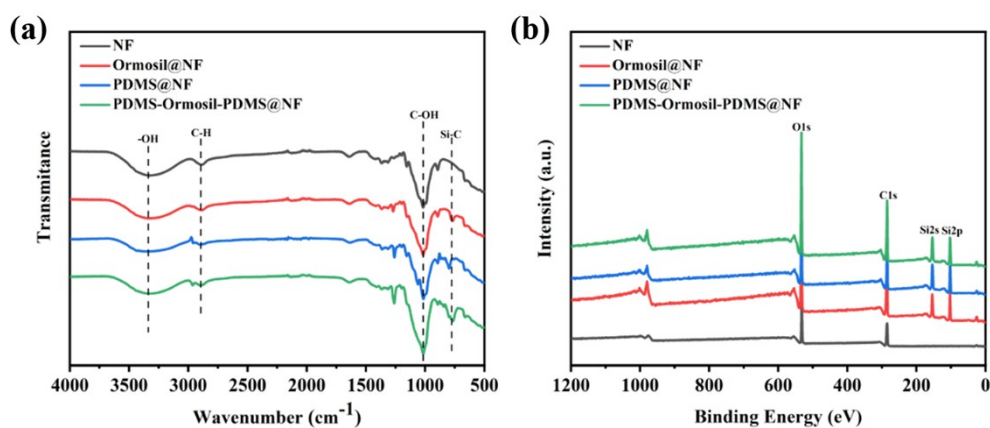 (a)
NF
Ormosil@NF
PDMS@NF
PDMS-Ormosil-PDMS@NF
-OH
C-H
C-OH
Si-C
Transmitance
4000 3500 3000 2500 2000 1500 1000 500
Wavenumber (cm-1)
(b)
NF
Ormosil@NF
PDMS@NF
PDMS-Ormosil-PDMS@NF
O1s
C1s
Si2s
Si2p
Intensity (a.u.)
1200 1000 800 600 400 200 0
Binding Energy (eV)